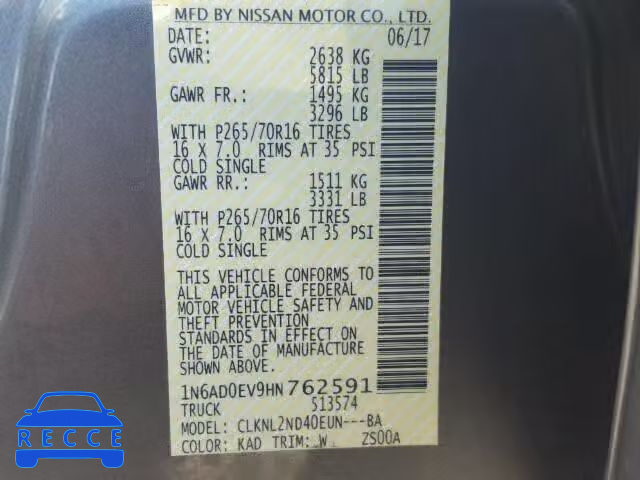 MFD BY NISSAN MOTOR CO., LTD.
DATE: 06/17
GVWR: 2638 KG
5815 LB
GAWR FR.: 1495 KG
3296 LB
WITH P265/70R16 TIRES
16 X 7.0 RIMS AT 35 PSI
COLD SINGLE
GAWR RR.: 1511 KG
3331 LB
WITH P265/70R16 TIRES
16 X 7.0 RIMS AT 35 PSI
COLD SINGLE
THIS VEHICLE CONFORMS TO
ALL APPLICABLE FEDERAL
MOTOR VEHICLE SAFETY AND
THEFT PREVENTION
STANDARDS IN EFFECT ON
THE DATE OF MANUFACTURE
SHOWN ABOVE.
1N6AD0EV9HN762591
TRUCK 513574
MODEL: CLKNL2ND40EUN---BA
COLOR: KAD TRIM: W ZS00A
RECCE